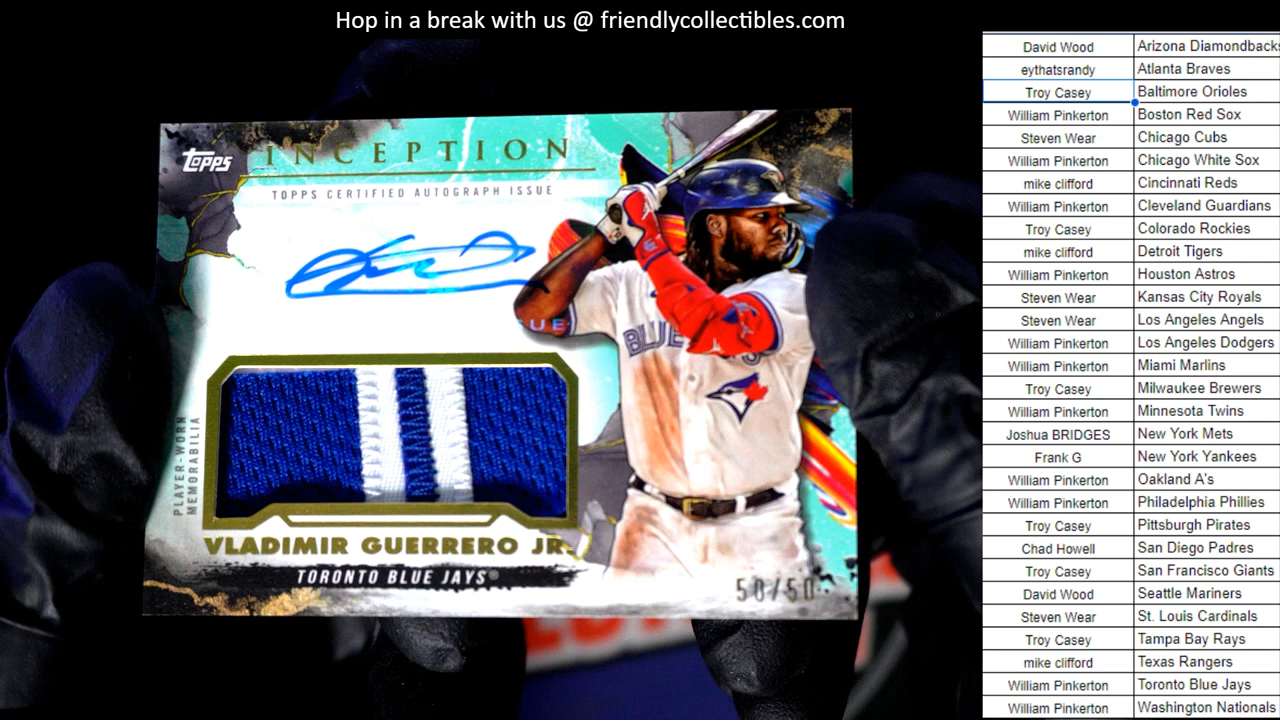 Hop in a break with us @ friendlycollectibles.com
topps
INCEPTION
TOPPS CERTIFIED AUTOGRAPH ISSUE
UE
BLUE
PLAYER-WORN
MEMORABILIA
VLADIMIR GUERRERO JR.
TORONTO BLUE JAYS®
50/50
David Wood Arizona Diamondbacks
eythatsrandy Atlanta Braves
Troy Casey Baltimore Orioles
William Pinkerton Boston Red Sox
Steven Wear Chicago Cubs
William Pinkerton Chicago White Sox
mike clifford Cincinnati Reds
William Pinkerton Cleveland Guardians
Troy Casey Colorado Rockies
mike clifford Detroit Tigers
William Pinkerton Houston Astros
Steven Wear Kansas City Royals
Steven Wear Los Angeles Angels
William Pinkerton Los Angeles Dodgers
William Pinkerton Miami Marlins
Troy Casey Milwaukee Brewers
William Pinkerton Minnesota Twins
Joshua BRIDGES New York Mets
Frank G New York Yankees
William Pinkerton Oakland A's
William Pinkerton Philadelphia Phillies
Troy Casey Pittsburgh Pirates
Chad Howell San Diego Padres
Troy Casey San Francisco Giants
David Wood Seattle Mariners
Steven Wear St. Louis Cardinals
Troy Casey Tampa Bay Rays
mike clifford Texas Rangers
William Pinkerton Toronto Blue Jays
William Pinkerton Washington Nationals